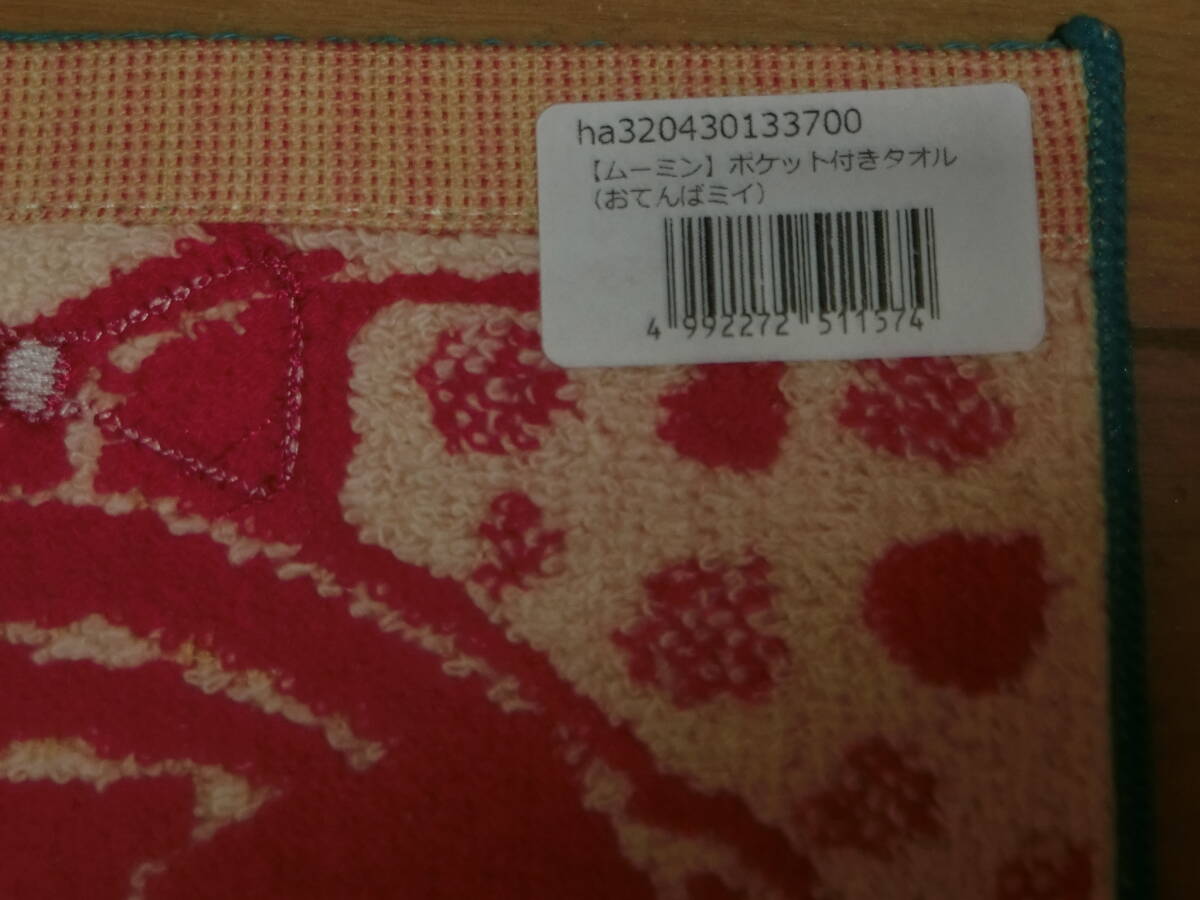 ha320430133700
【ムーミン】ポケット付きタオル
（おてんばミイ）
4 992272 511574